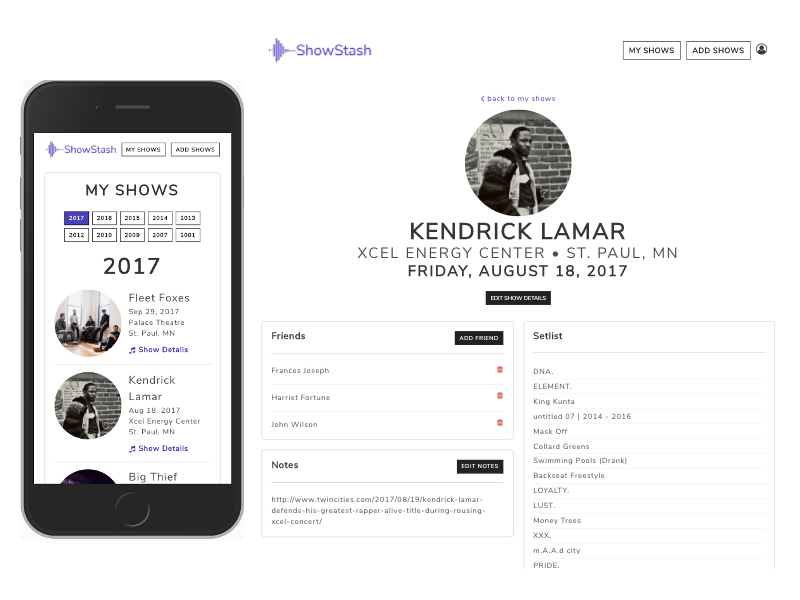 ShowStash
MY SHOWS
ADD SHOWS
MY SHOWS
2017 2016 2015 2014 2013
2012 2010 2009 2007 2001
2017
Fleet Foxes
Sep 29, 2017
Palace Theatre
St. Paul, MN
Show Details
Kendrick
Lamar
Aug 18, 2017
Xcel Energy Center
St. Paul, MN
Show Details
Big Thief
ShowStash
MY SHOWS
ADD SHOWS
back to my shows
KENDRICK LAMAR
XCEL ENERGY CENTER • ST. PAUL, MN
FRIDAY, AUGUST 18, 2017
EDIT SHOW DETAILS
Friends
ADD FRIEND
Frances Joseph
Harriet Fortune
John Wilson
Notes
EDIT NOTES
http://www.twincities.com/2017/08/19/kendrick-lamar-
defends-his-greatest-rapper-alive-title-during-rousing-
xcel-concert/
Setlist
DNA.
ELEMENT.
King Kunta
untitled 07 | 2014 - 2016
Mask Off
Collard Greens
Swimming Pools (Drank)
Backseat Freestyle
LOYALTY.
LUST.
Money Trees
XXX.
m.A.A.d city
PRIDE.